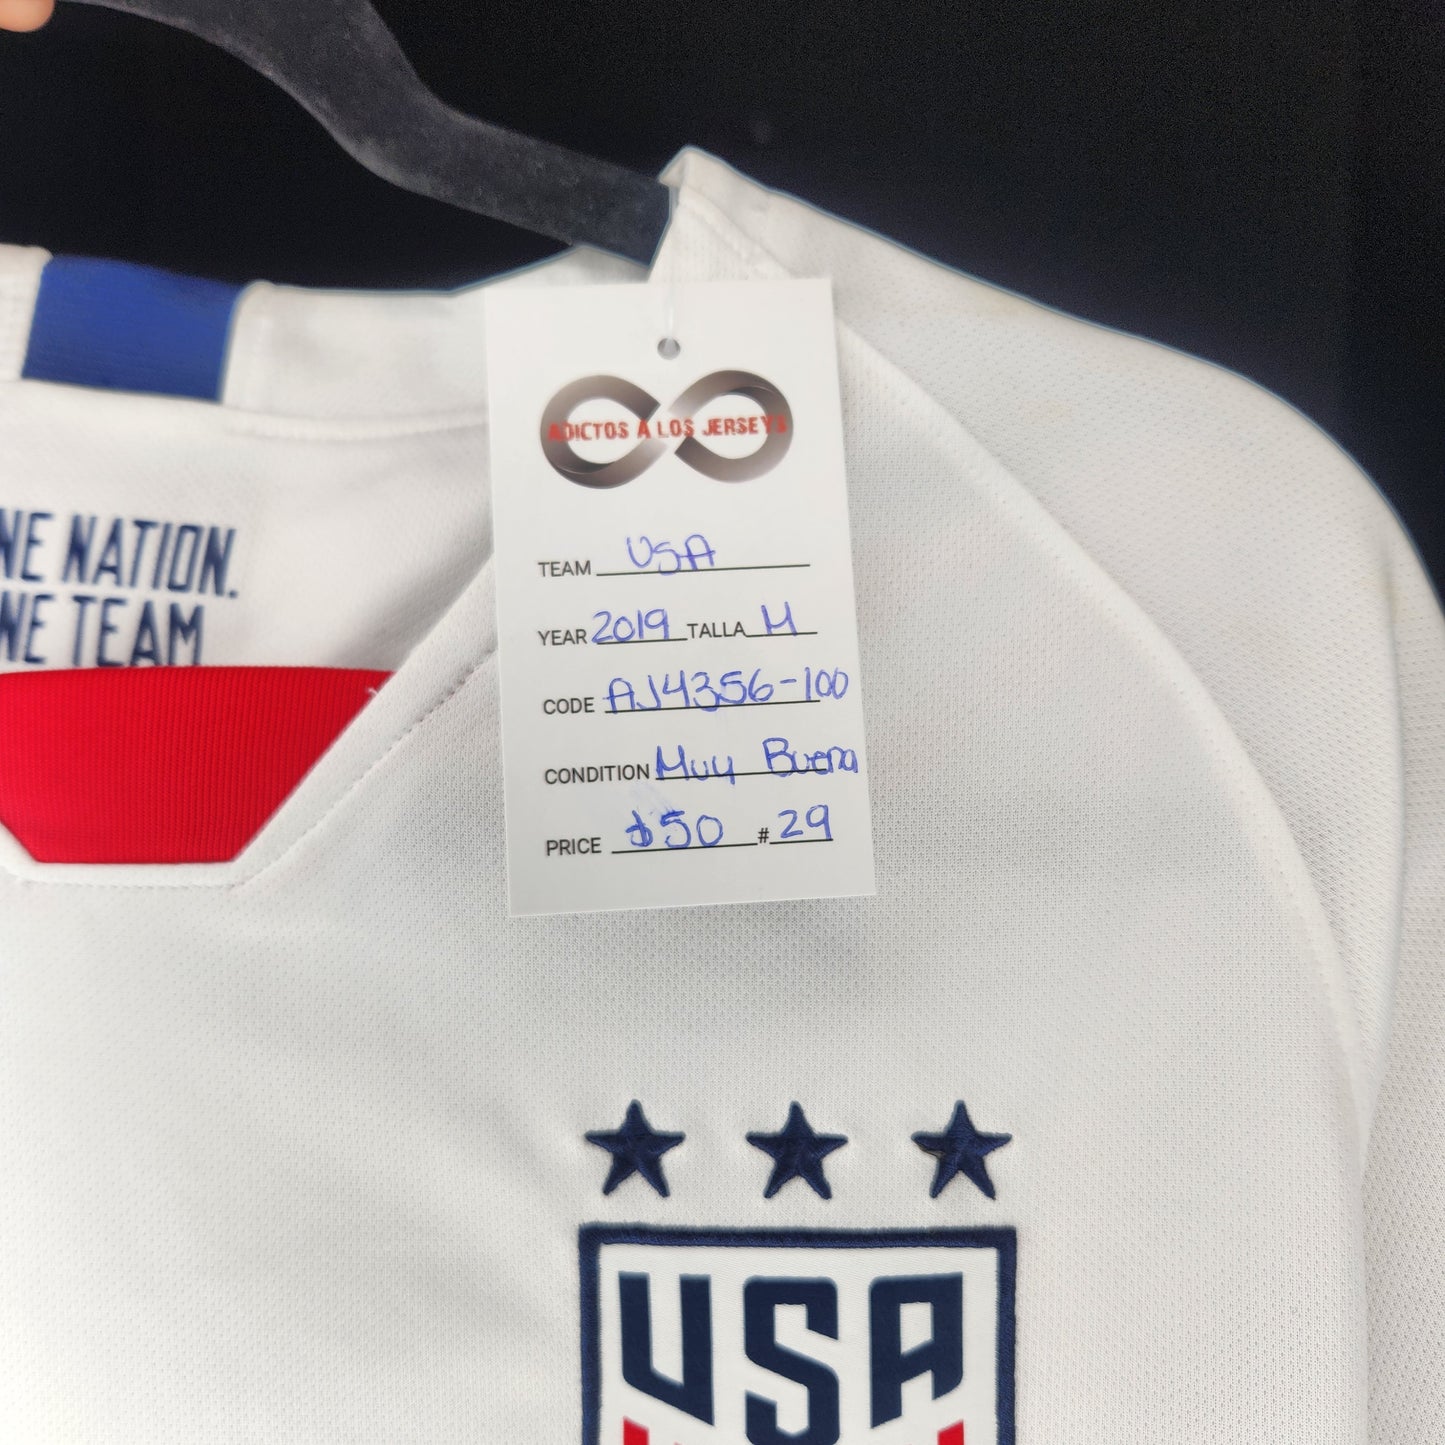 ADICTOS A LOS JERSEYS
TEAM USA
YEAR 2019 TALLA M
CODE AJ4356-100
CONDITION Muy Buena
PRICE $50 # 29
NE NATION.
NE TEAM
USA